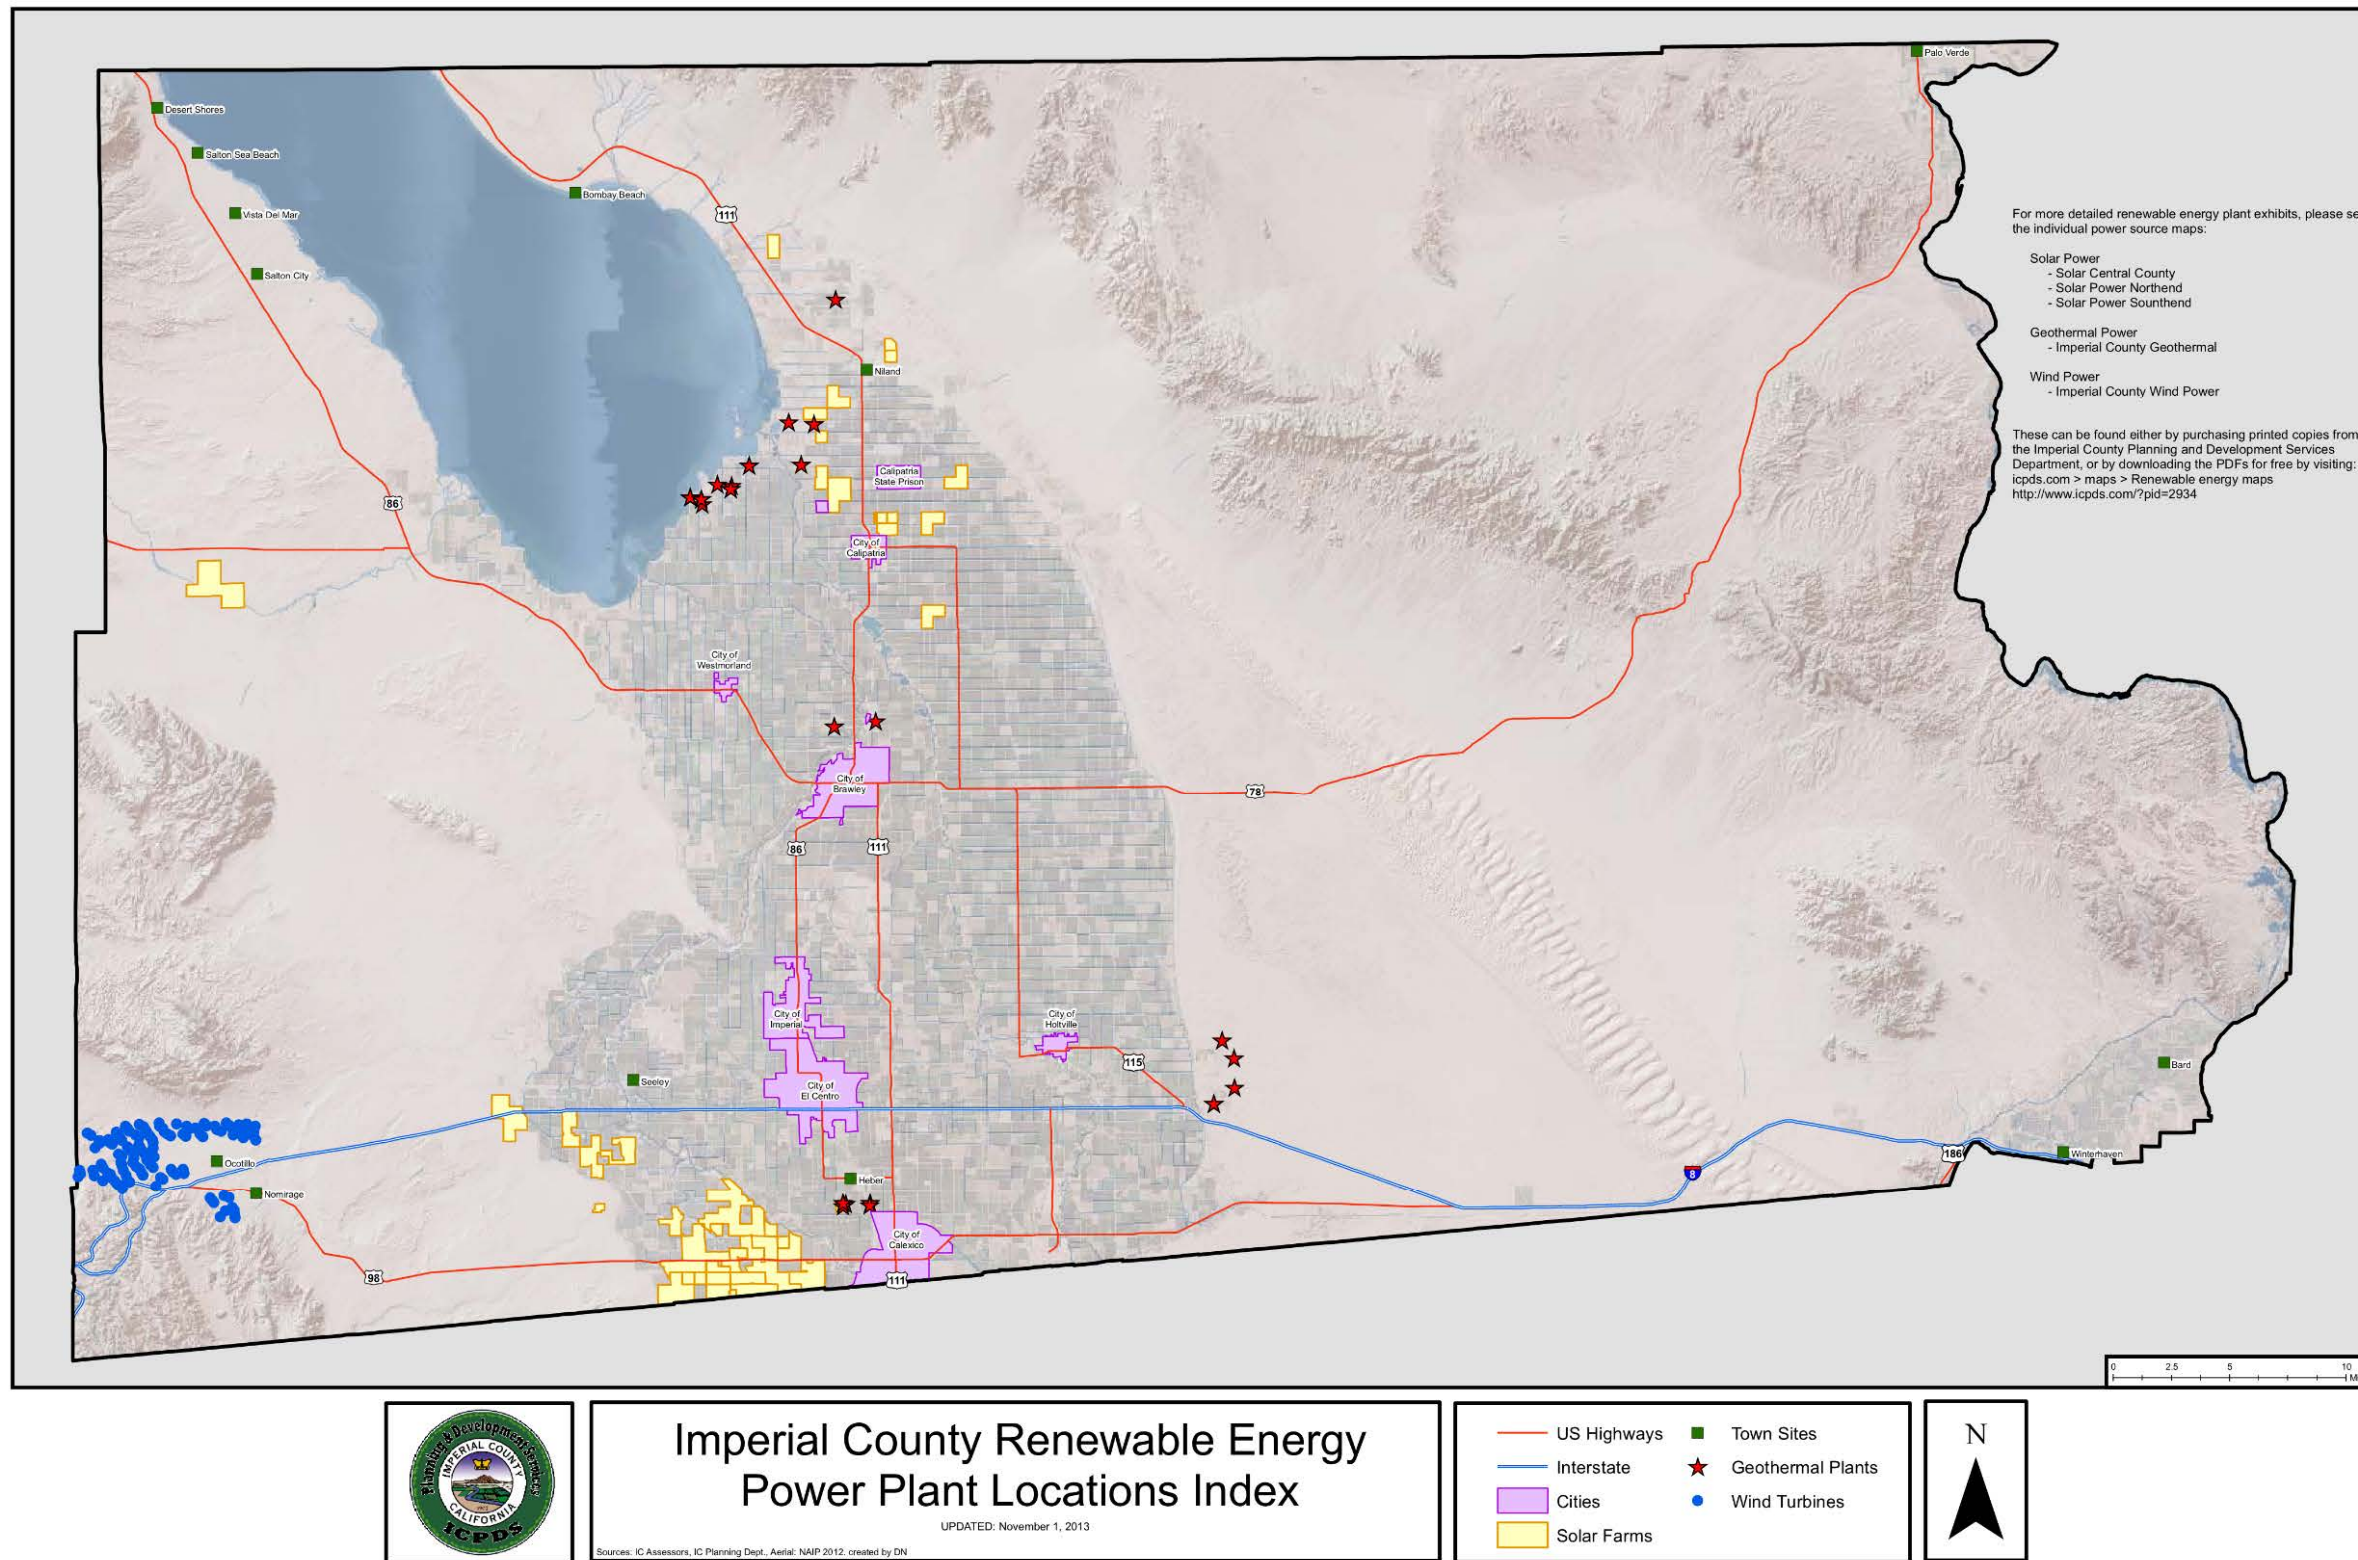 Palo Verde
Desert Shores
Salton Sea Beach
Bombay Beach
Vista Del Mar
111
Salton City
Niland
Calipatria
State Prison
86
City of
Calipatria
City of
Westmorland
City of
Brawley
78
86
111
City of
Imperial
City of
Holtville
115
Seeley
City of
El Centro
Bard
Ocotillo
Nomirage
Heber
186
Winterhaven
8
City of
Calexico
98
111
For more detailed renewable energy plant exhibits, please se
the individual power source maps:
Solar Power
- Solar Central County
- Solar Power Northend
- Solar Power Sounthend
Geothermal Power
- Imperial County Geothermal
Wind Power
- Imperial County Wind Power
These can be found either by purchasing printed copies from
the Imperial County Planning and Development Services
Department, or by downloading the PDFs for free by visiting:
icpds.com > maps > Renewable energy maps
http://www.icpds.com/?pid=2934
0 2.5 5 10
M
Planning & Development Services
IMPERIAL COUNTY
CALIFORNIA
ICPDS
Imperial County Renewable Energy
Power Plant Locations Index
UPDATED: November 1, 2013
Sources: IC Assessors, IC Planning Dept., Aerial: NAIP 2012. created by DN
US Highways
Interstate
Cities
Solar Farms
Town Sites
Geothermal Plants
Wind Turbines
N